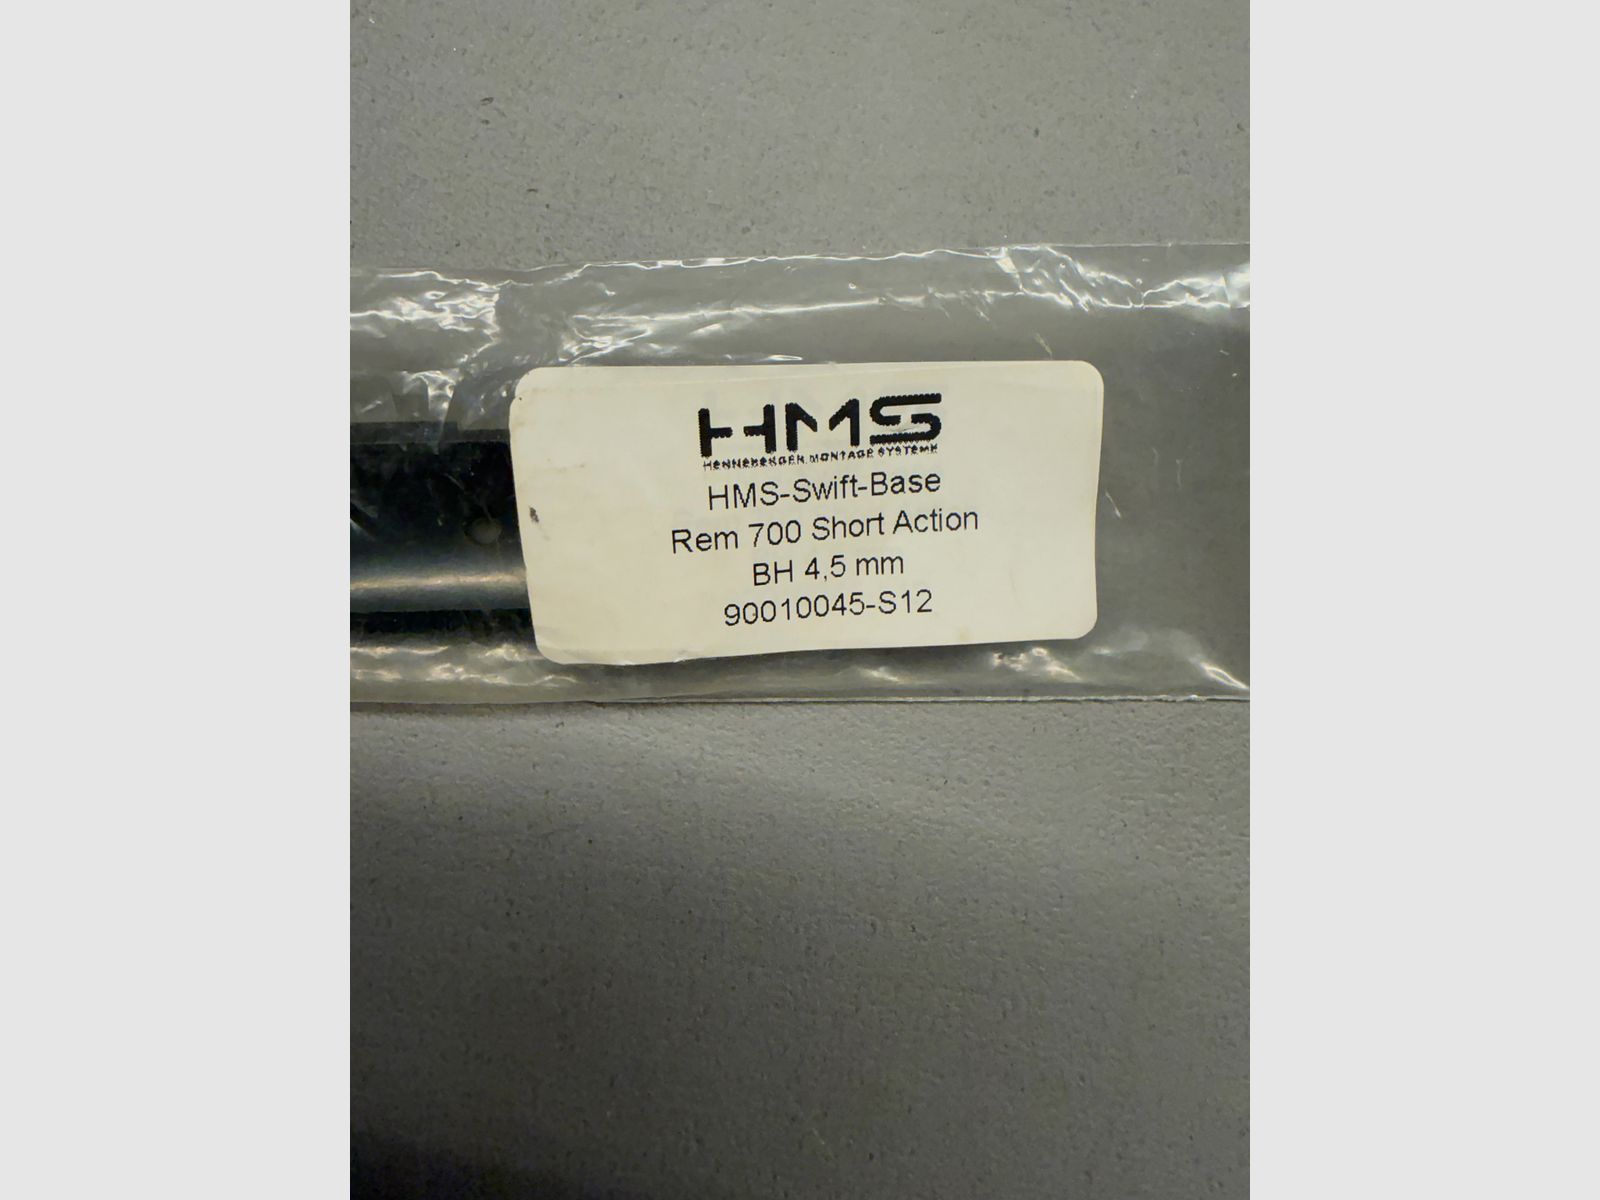 HMS
HENNEBERGER MONTAGE SYSTEME
HMS-Swift-Base
Rem 700 Short Action
BH 4,5 mm
90010045-S12